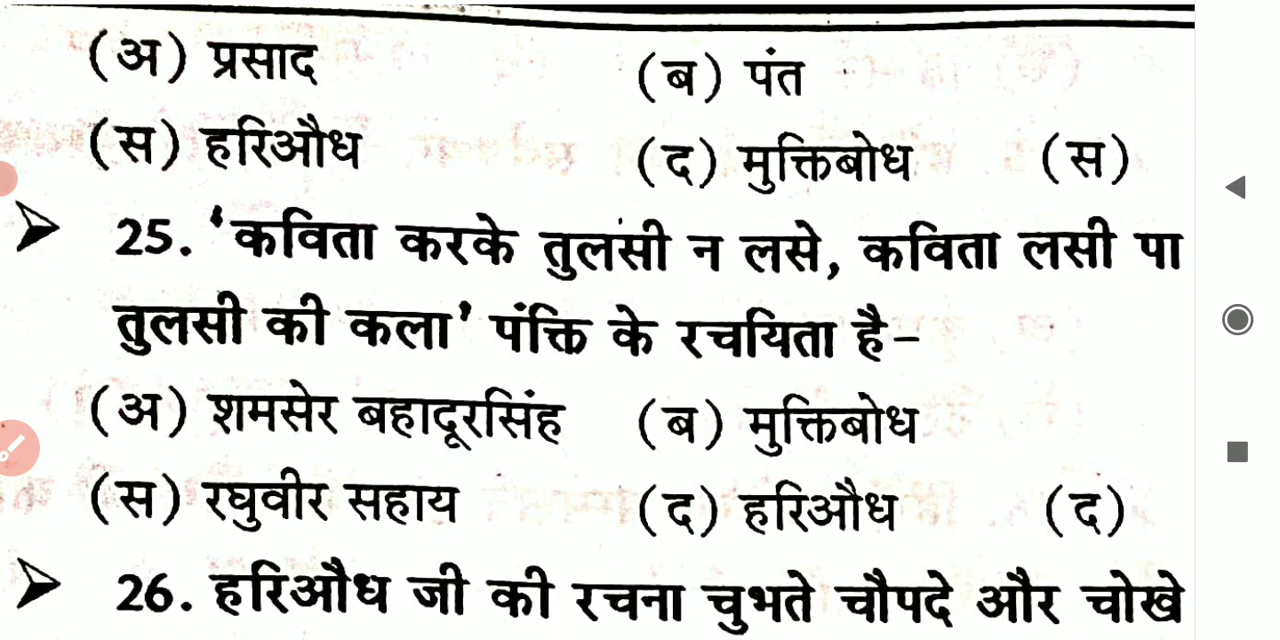 (अ) प्रसाद (ब) पंत
(स) हरिऔध (द) मुक्तिबोध (स)
25. 'कविता करके तुलसी न लसे, कविता लसी पा
तुलसी की कला' पंक्ति के रचयिता है-
(अ) शमसेर बहादूरसिंह (ब) मुक्तिबोध
(स) रघुवीर सहाय (द) हरिऔध (द)
26. हरिऔध जी की रचना चुभते चौपदे और चोखे